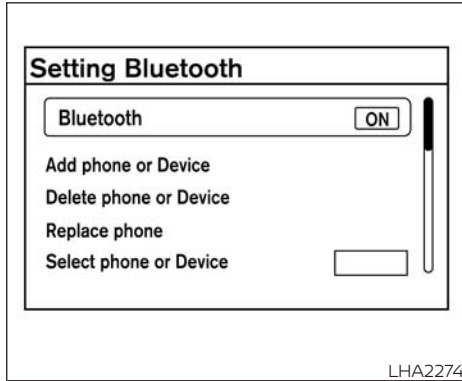 Setting Bluetooth
Bluetooth ON
Add phone or Device
Delete phone or Device
Replace phone
Select phone or Device
LHA2274